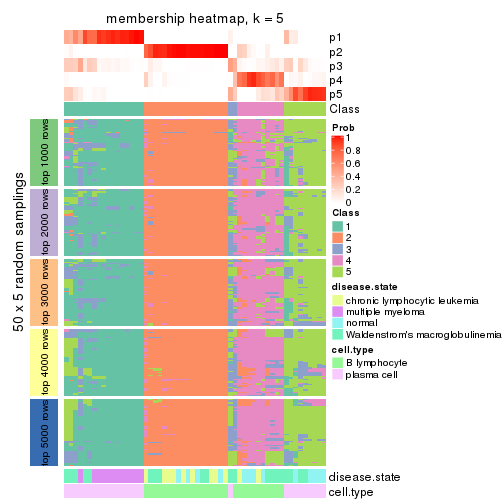 membership heatmap, k = 5
p1
p2
p3
p4
p5
Class
50 x 5 random samplings
top 1000 rows
top 2000 rows
top 3000 rows
top 4000 rows
top 5000 rows
Prob
1
0.8
0.6
0.4
0.2
0
Class
1
2
3
4
5
disease.state
chronic lymphocytic leukemia
multiple myeloma
normal
Waldenstrom's macroglobulinemia
cell.type
B lymphocyte
plasma cell
disease.state
cell.type